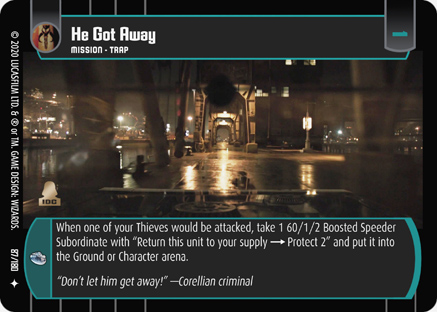 He Got Away
MISSION - TRAP
100
When one of your Thieves would be attacked, take 1 60/1/2 Boosted Speeder
Subordinate with “Return this unit to your supply → Protect 2” and put it into
the Ground or Character arena.
“Don't let him get away!” —Corellian criminal
© 2020 LUCASFILM LTD. & ® or TM. GAME DESIGN: WIZARDS.
87/180